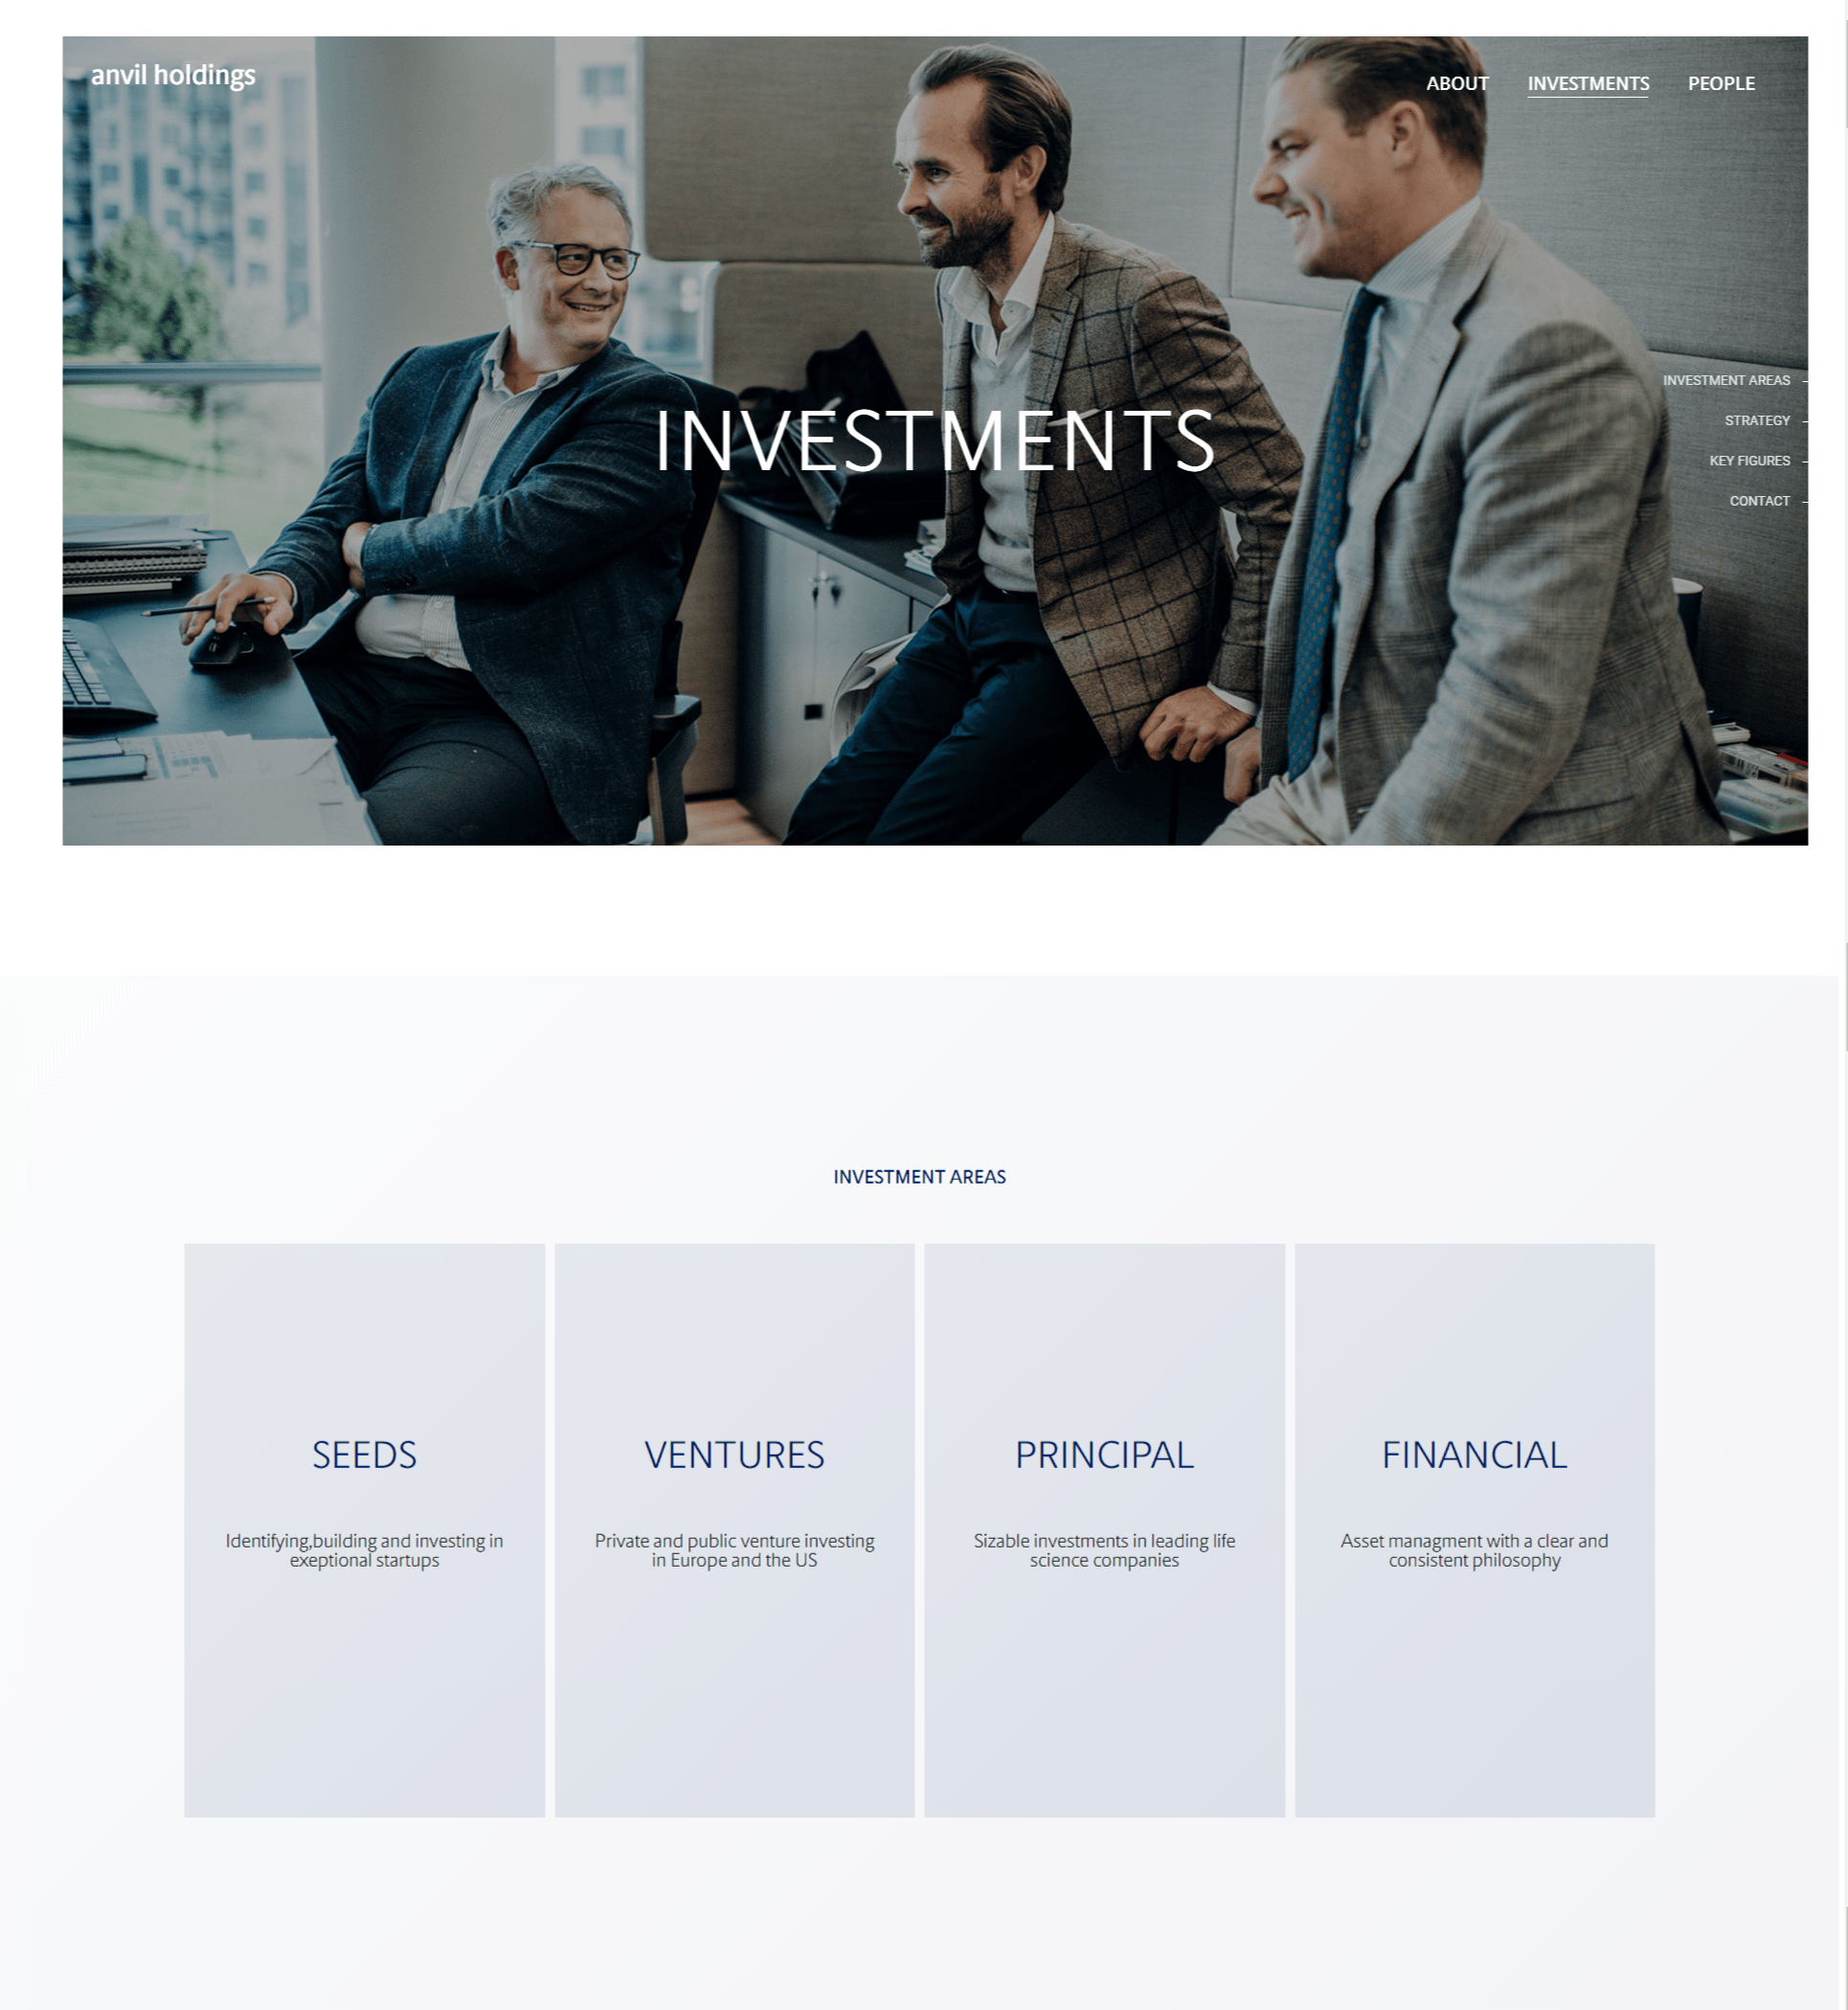 anvil holdings
ABOUT INVESTMENTS PEOPLE
INVESTMENTS
INVESTMENT AREAS
STRATEGY
KEY FIGURES
CONTACT
INVESTMENT AREAS
SEEDS
Identifying,building and investing in
exeptional startups
VENTURES
Private and public venture investing
in Europe and the US
PRINCIPAL
Sizable investments in leading life
science companies
FINANCIAL
Asset managment with a clear and
consistent philosophy